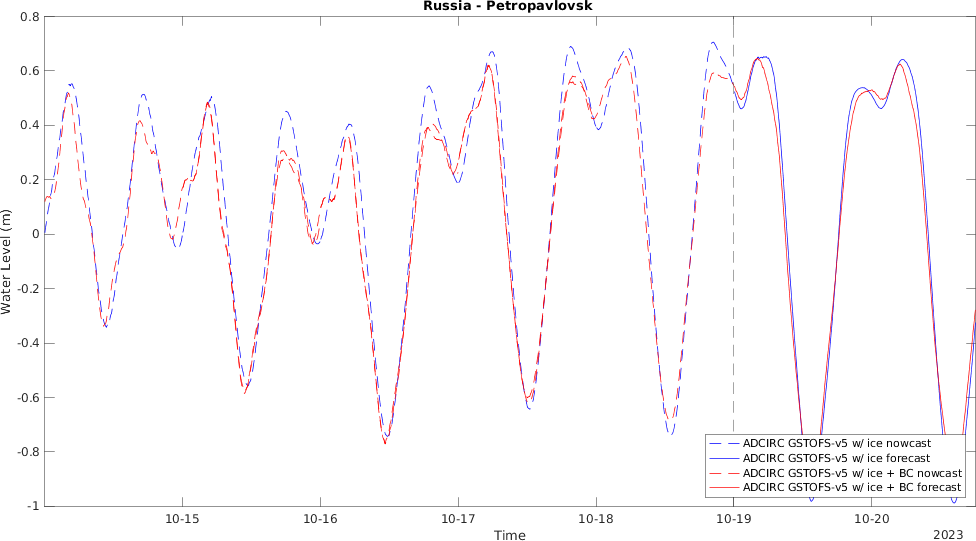 Russia - Petropavlovsk
0.8
0.6
0.4
0.2
0
-0.2
-0.4
-0.6
-0.8
-1
Water Level (m)
ADCIRC GSTOFS-v5 w/ ice nowcast
ADCIRC GSTOFS-v5 w/ ice forecast
ADCIRC GSTOFS-v5 w/ ice + BC nowcast
ADCIRC GSTOFS-v5 w/ ice + BC forecast
10-15 10-16 10-17 10-18 10-19 10-20
Time
2023